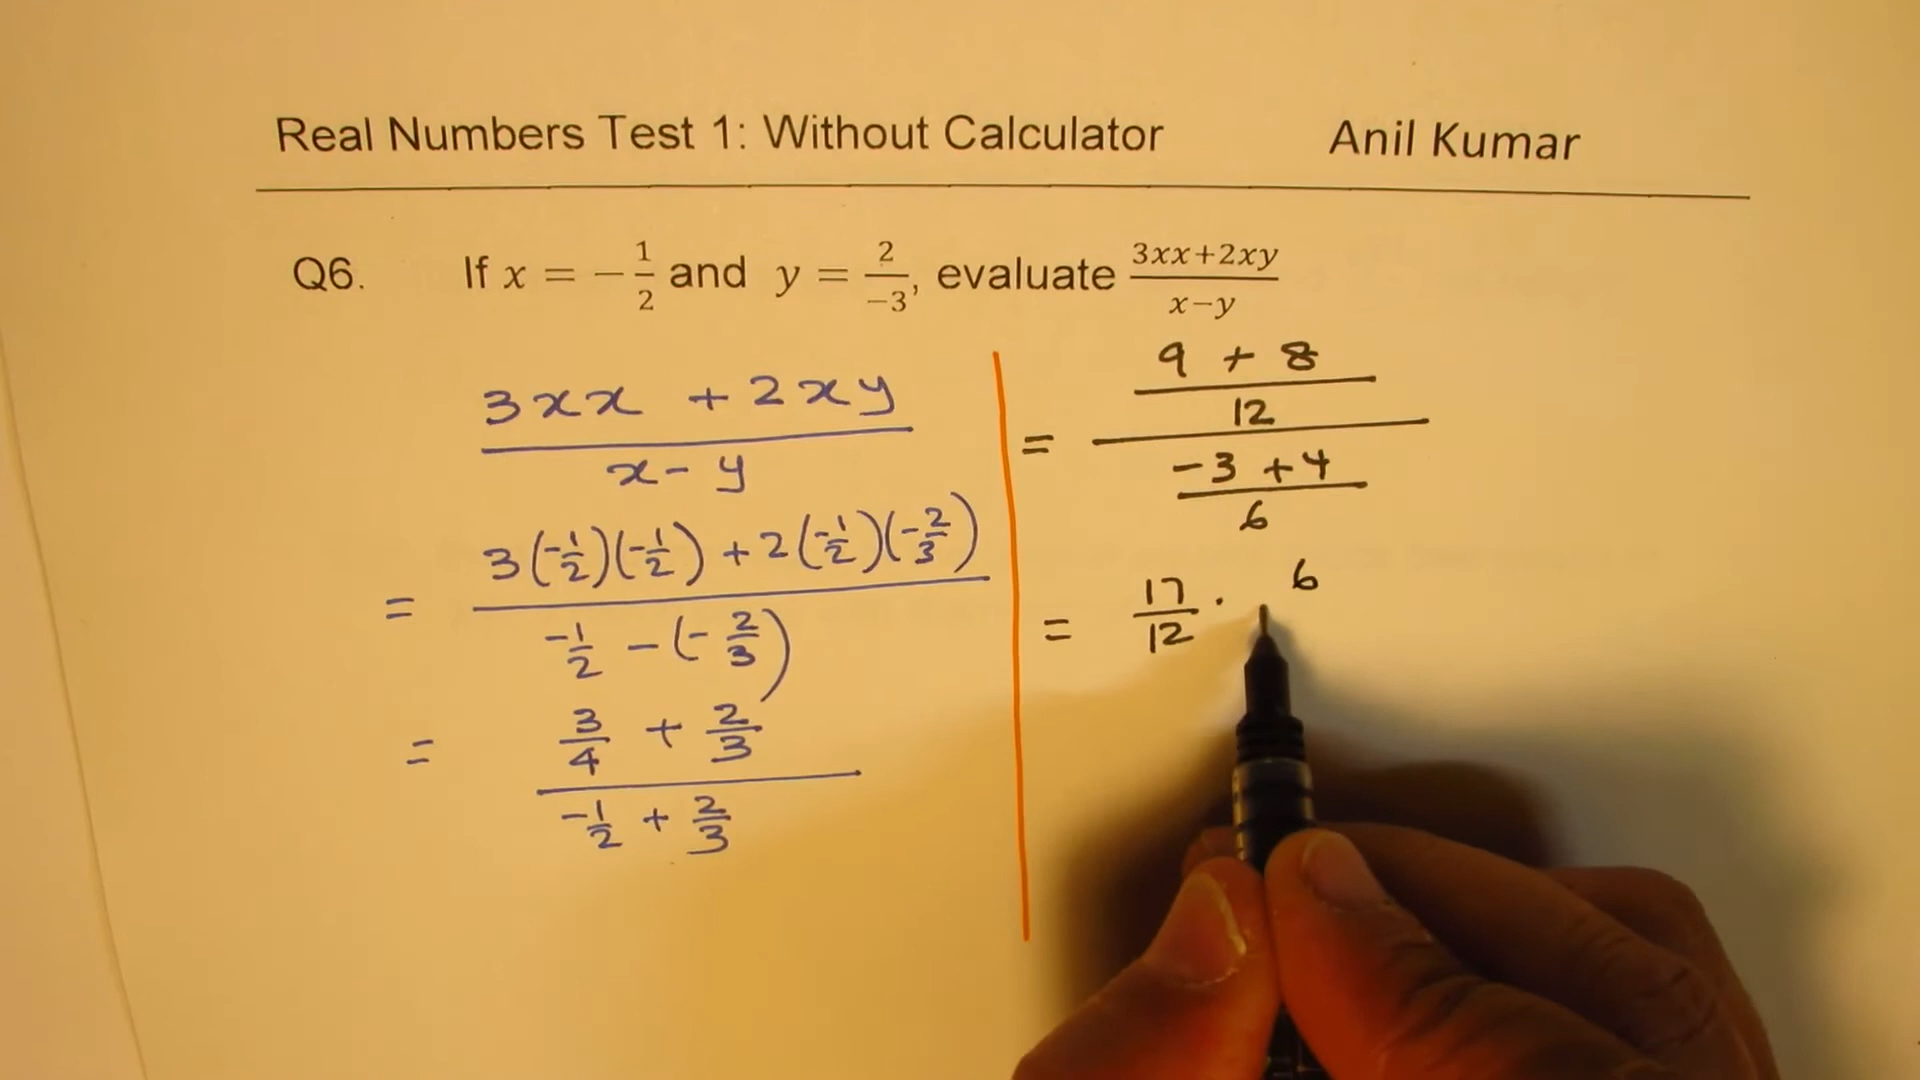 Real Numbers Test 1: Without Calculator Anil Kumar
Q6. If x = −1/2 and y = 2/−3, evaluate (3xx+2xy)/(x−y)
(3xx + 2xy)/(x - y)
= (3(-1/2)(-1/2) + 2(-1/2)(-2/3))/(-1/2 - (-2/3))
= (3/4 + 2/3)/(-1/2 + 2/3)
= ((9 + 8)/12)/((-3 + 4)/6)
= 17/12 · 6